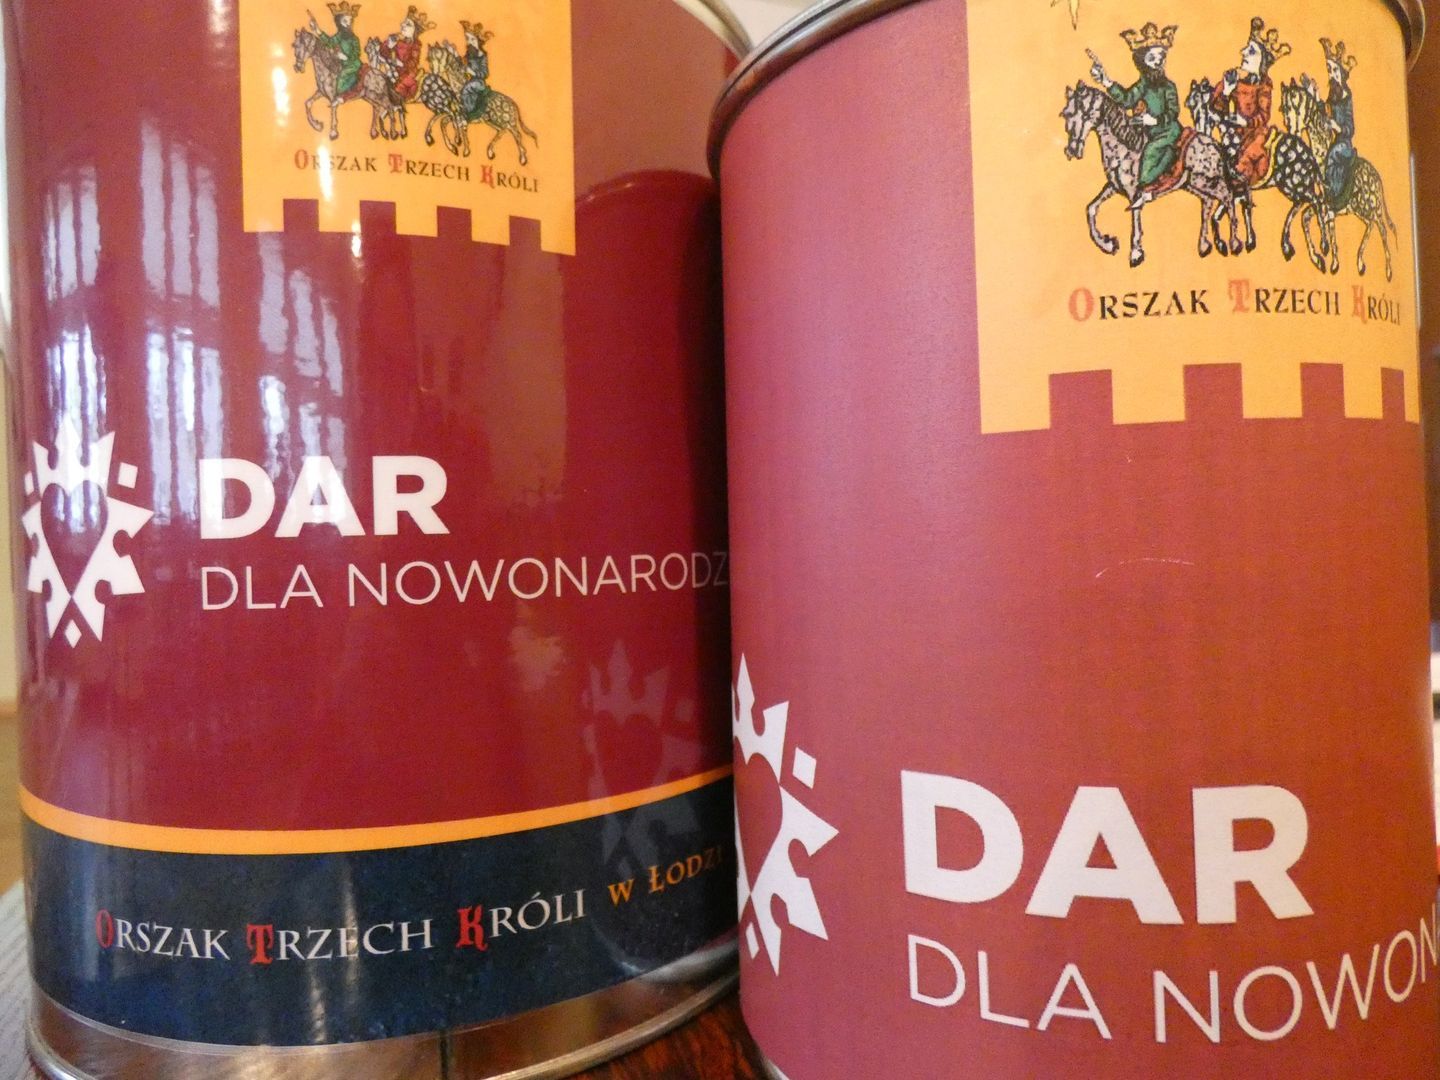 ORSZAK TRZECH KRÓLI
DAR
DLA NOWONARODZ
ORSZAK TRZECH KRÓLI W ŁODZI
ORSZAK TRZECH KRÓLI
DAR
DLA NOWON